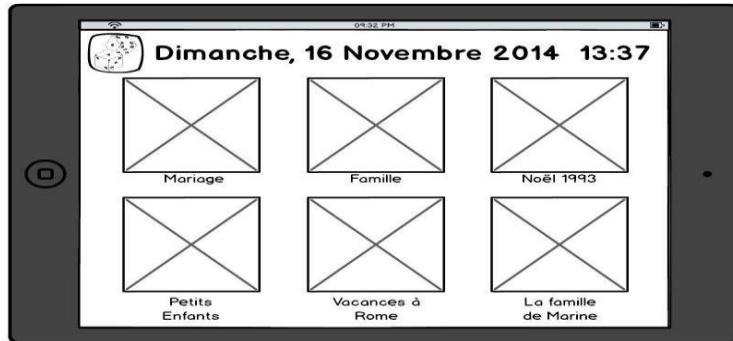 09:32 PM
Dimanche, 16 Novembre 2014 13:37
Mariage
Famille
Noël 1993
Petits
Enfants
Vacances à
Rome
La famille
de Marine